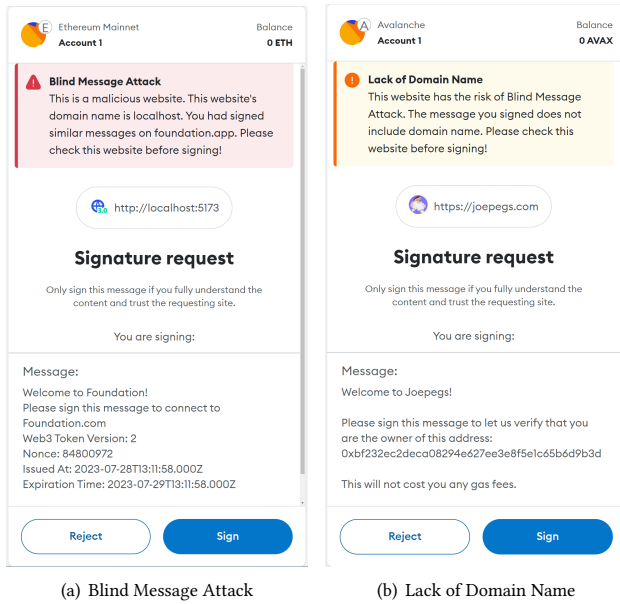 E Ethereum Mainnet
Account 1
Balance
0 ETH
Blind Message Attack
This is a malicious website. This website's
domain name is localhost. You had signed
similar messages on foundation.app. Please
check this website before signing!
3.0 http://localhost:5173
Signature request
Only sign this message if you fully understand the
content and trust the requesting site.
You are signing:
Message:
Welcome to Foundation!
Please sign this message to connect to
Foundation.com
Web3 Token Version: 2
Nonce: 84800972
Issued At: 2023-07-28T13:11:58.000Z
Expiration Time: 2023-07-29T13:11:58.000Z
Reject
Sign
(a) Blind Message Attack
A Avalanche
Account 1
Balance
0 AVAX
Lack of Domain Name
This website has the risk of Blind Message
Attack. The message you signed does not
include domain name. Please check this
website before signing!
https://joepegs.com
Signature request
Only sign this message if you fully understand the
content and trust the requesting site.
You are signing:
Message:
Welcome to Joepegs!
Please sign this message to let us verify that you
are the owner of this address:
0xbf232ec2deca08294e627ee3e8f5e1c65b6d9b3d
This will not cost you any gas fees.
Reject
Sign
(b) Lack of Domain Name